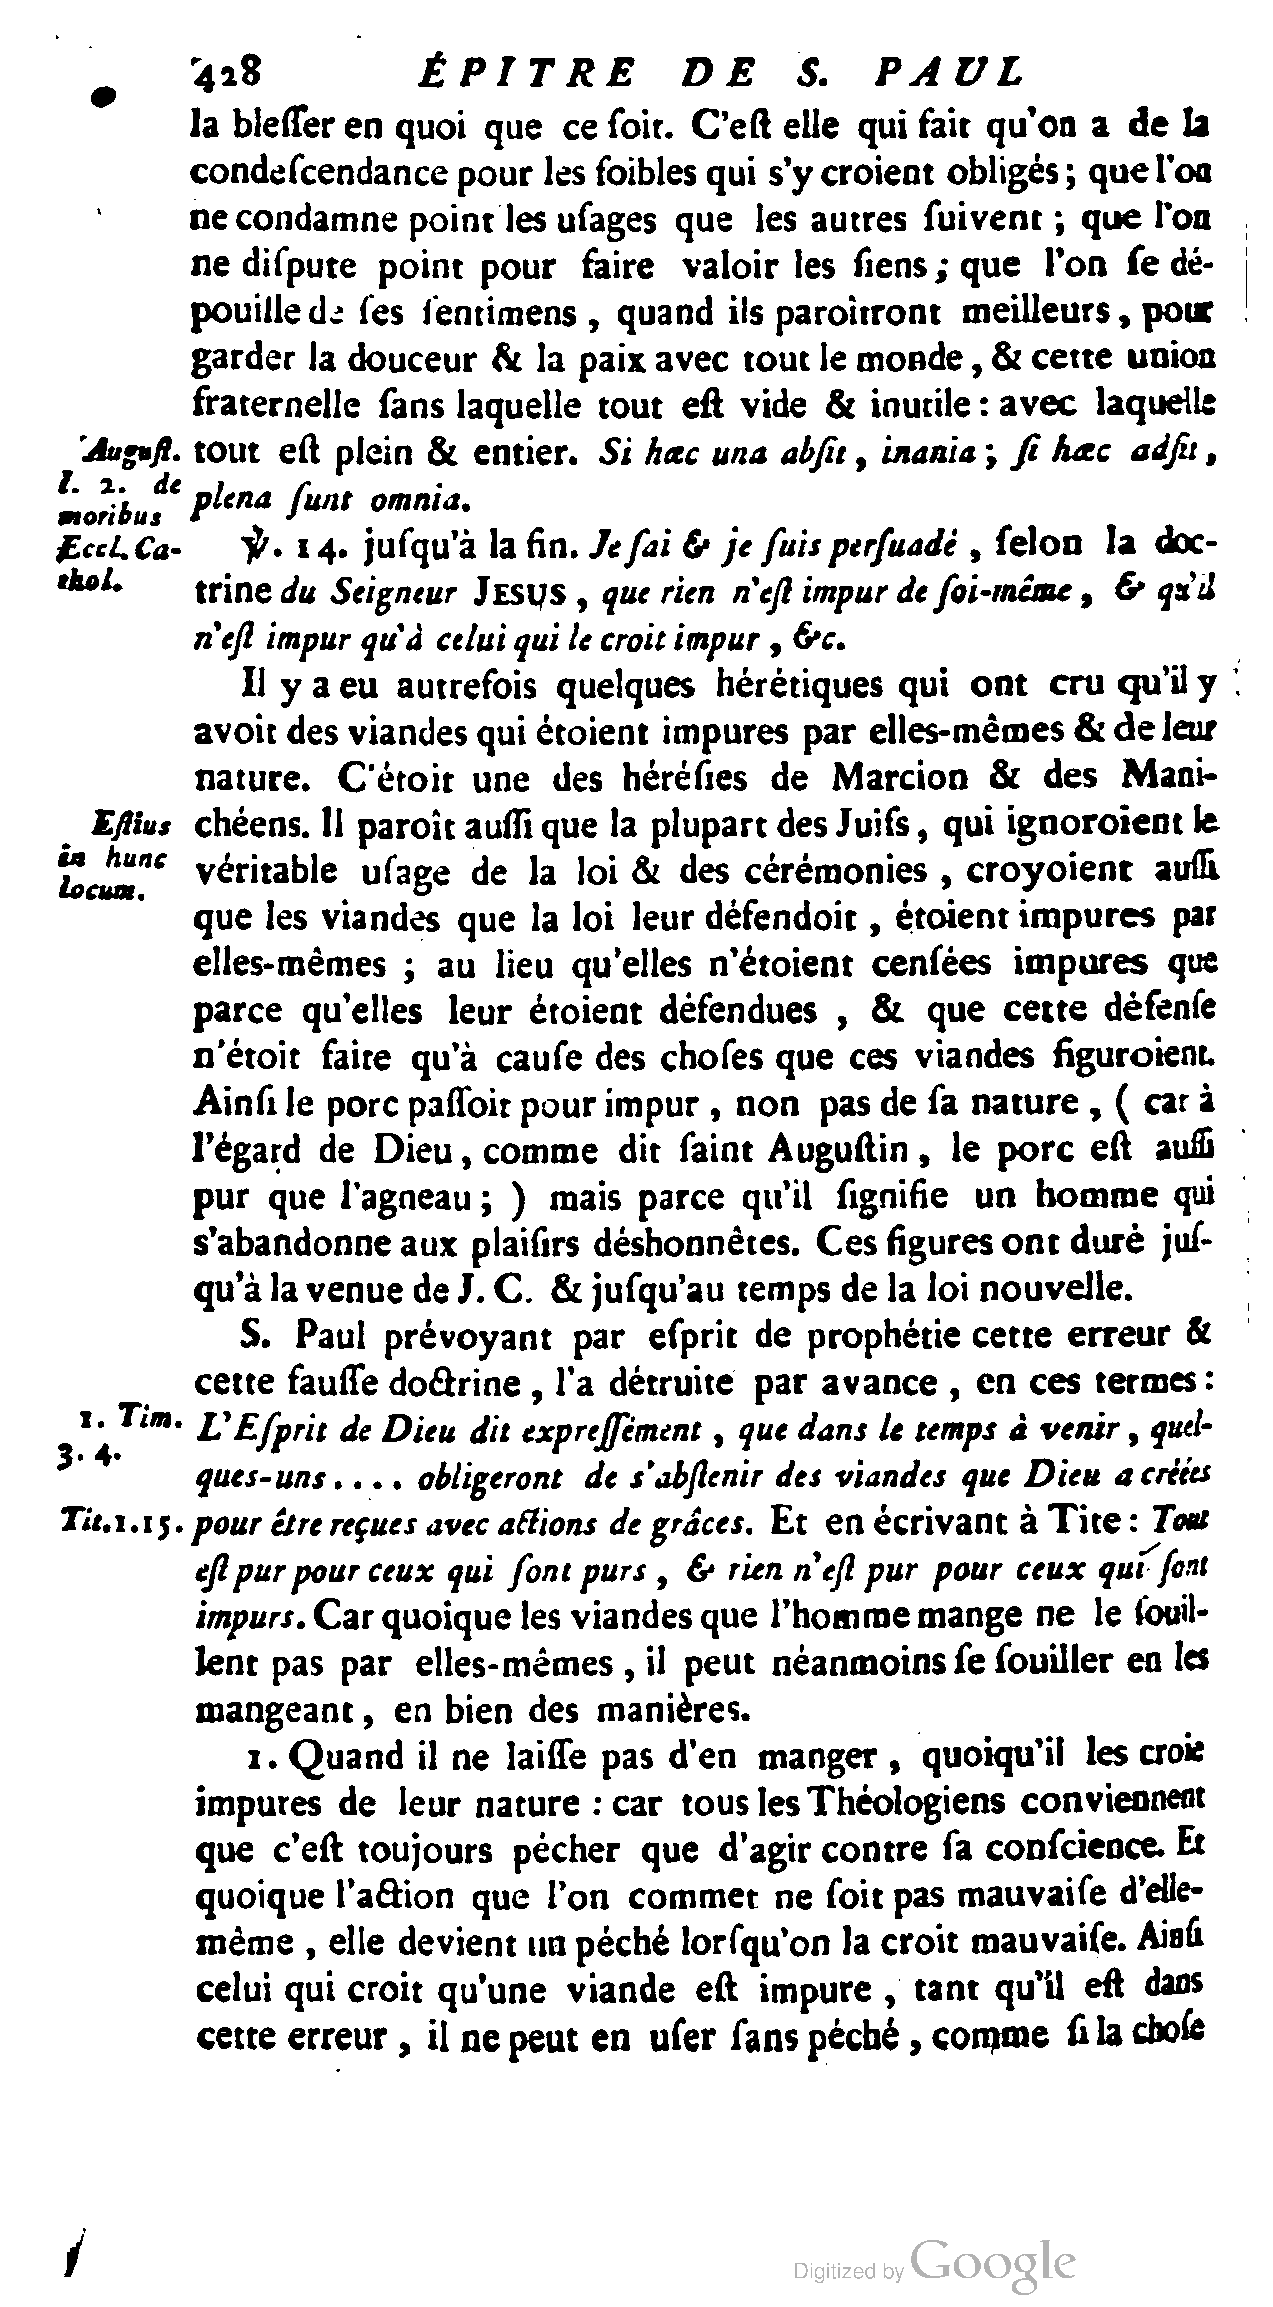 428 ÉPITRE DE S. PAUL
la bleſſer en quoi que ce ſoit. C'eſt elle qui fait qu'on a de la
condeſcendance pour les foibles qui s'y croient obligés; que l'on
ne condamne point les uſages que les autres ſuivent ; que l'on
ne diſpute point pour faire valoir les ſiens ; que l'on ſe dé-
pouille de ſes ſentimens , quand ils paroîtront meilleurs , pour
garder la douceur & la paix avec tout le monde , & cette union
fraternelle ſans laquelle tout eſt vide & inutile : avec laquelle
tout eſt plein & entier. Si hæc una abſit , inania ; ſi hæc adſit ,
plena ſunt omnia.
Auguſt.
l. 2. de
moribus
Eccl. Ca-
thol.
℣. 14. juſqu'à la fin. Je ſai & je ſuis perſuadé , ſelon la doc-
trine du Seigneur JESUS , que rien n'eſt impur de ſoi-même , & qu'il
n'eſt impur qu'à celui qui le croit impur , &c.
Il y a eu autrefois quelques hérétiques qui ont cru qu'il y
avoit des viandes qui étoient impures par elles-mêmes & de leur
nature. C'étoit une des héréſies de Marcion & des Mani-
chéens. Il paroît auſſi que la plupart des Juifs , qui ignoroient le
véritable uſage de la loi & des cérémonies , croyoient auſſi
que les viandes que la loi leur défendoit , étoient impures par
elles-mêmes ; au lieu qu'elles n'étoient cenſées impures que
parce qu'elles leur étoient défendues , & que cette défenſe
n'étoit faite qu'à cauſe des choſes que ces viandes figuroient.
Eſtius
in hunc
locum.
Ainſi le porc paſſoit pour impur , non pas de ſa nature , ( car à
l'égard de Dieu , comme dit ſaint Auguſtin , le porc eſt auſſi
pur que l'agneau ; ) mais parce qu'il ſignifie un homme qui
s'abandonne aux plaiſirs déshonnêtes. Ces figures ont duré juſ-
qu'à la venue de J. C. & juſqu'au temps de la loi nouvelle.
S. Paul prévoyant par eſprit de prophétie cette erreur &
cette fauſſe doctrine , l'a détruite par avance , en ces termes :
1. Tim.
3. 4.
L'Eſprit de Dieu dit expreſſément , que dans le temps à venir , quel-
ques-uns . . . . obligeront de s'abſtenir des viandes que Dieu a créées
Tit. 1. 15.
pour être reçues avec actions de grâces. Et en écrivant à Tite : Tout
eſt pur pour ceux qui ſont purs , & rien n'eſt pur pour ceux qui ſont
impurs. Car quoique les viandes que l'homme mange ne le ſouil-
lent pas par elles-mêmes , il peut néanmoins ſe ſouiller en les
mangeant , en bien des manières.
1. Quand il ne laiſſe pas d'en manger , quoiqu'il les croie
impures de leur nature : car tous les Théologiens conviennent
que c'eſt toujours pécher que d'agir contre ſa conſcience. Et
quoique l'action que l'on commet ne ſoit pas mauvaiſe d'elle-
même , elle devient un péché lorſqu'on la croit mauvaiſe. Ainſi
celui qui croit qu'une viande eſt impure , tant qu'il eſt dans
cette erreur , il ne peut en uſer ſans péché , comme ſi la choſe
Digitized by Google